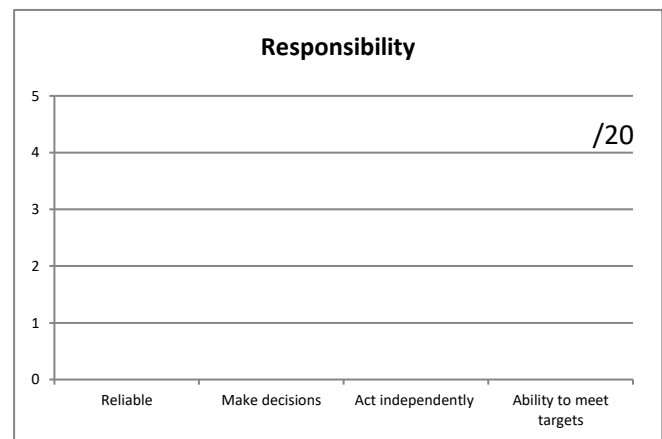 Responsibility
5
/20
4
3
2
1
0
Reliable
Make decisions
Act independently
Ability to meet
targets